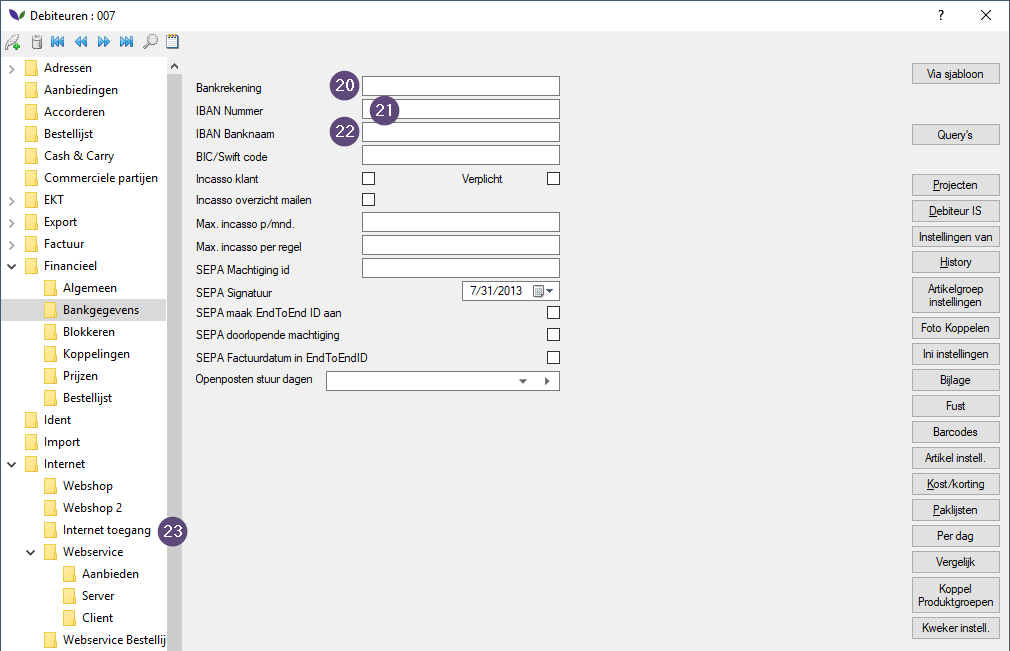 Debiteuren : 007
?
Adressen
Aanbiedingen
Accorderen
Bestellijst
Cash & Carry
Commerciele partijen
EKT
Export
Factuur
Financieel
Algemeen
Bankgegevens
Blokkeren
Koppelingen
Prijzen
Bestellijst
Ident
Import
Internet
Webshop
Webshop 2
Internet toegang
23
Webservice
Aanbieden
Server
Client
Webservice Bestellij
Bankrekening
20
IBAN Nummer
21
IBAN Banknaam
22
BIC/Swift code
Incasso klant
Verplicht
Incasso overzicht mailen
Max. incasso p/mnd.
Max. incasso per regel
SEPA Machtiging id
SEPA Signatuur
7/31/2013
SEPA maak EndToEnd ID aan
SEPA doorlopende machtiging
SEPA Factuurdatum in EndToEndID
Openposten stuur dagen
Via sjabloon
Query's
Projecten
Debiteur IS
Instellingen van
History
Artikelgroep
instellingen
Foto Koppelen
Ini instellingen
Bijlage
Fust
Barcodes
Artikel instell.
Kost/korting
Paklijsten
Per dag
Vergelijk
Koppel
Produktgroepen
Kweker instell.